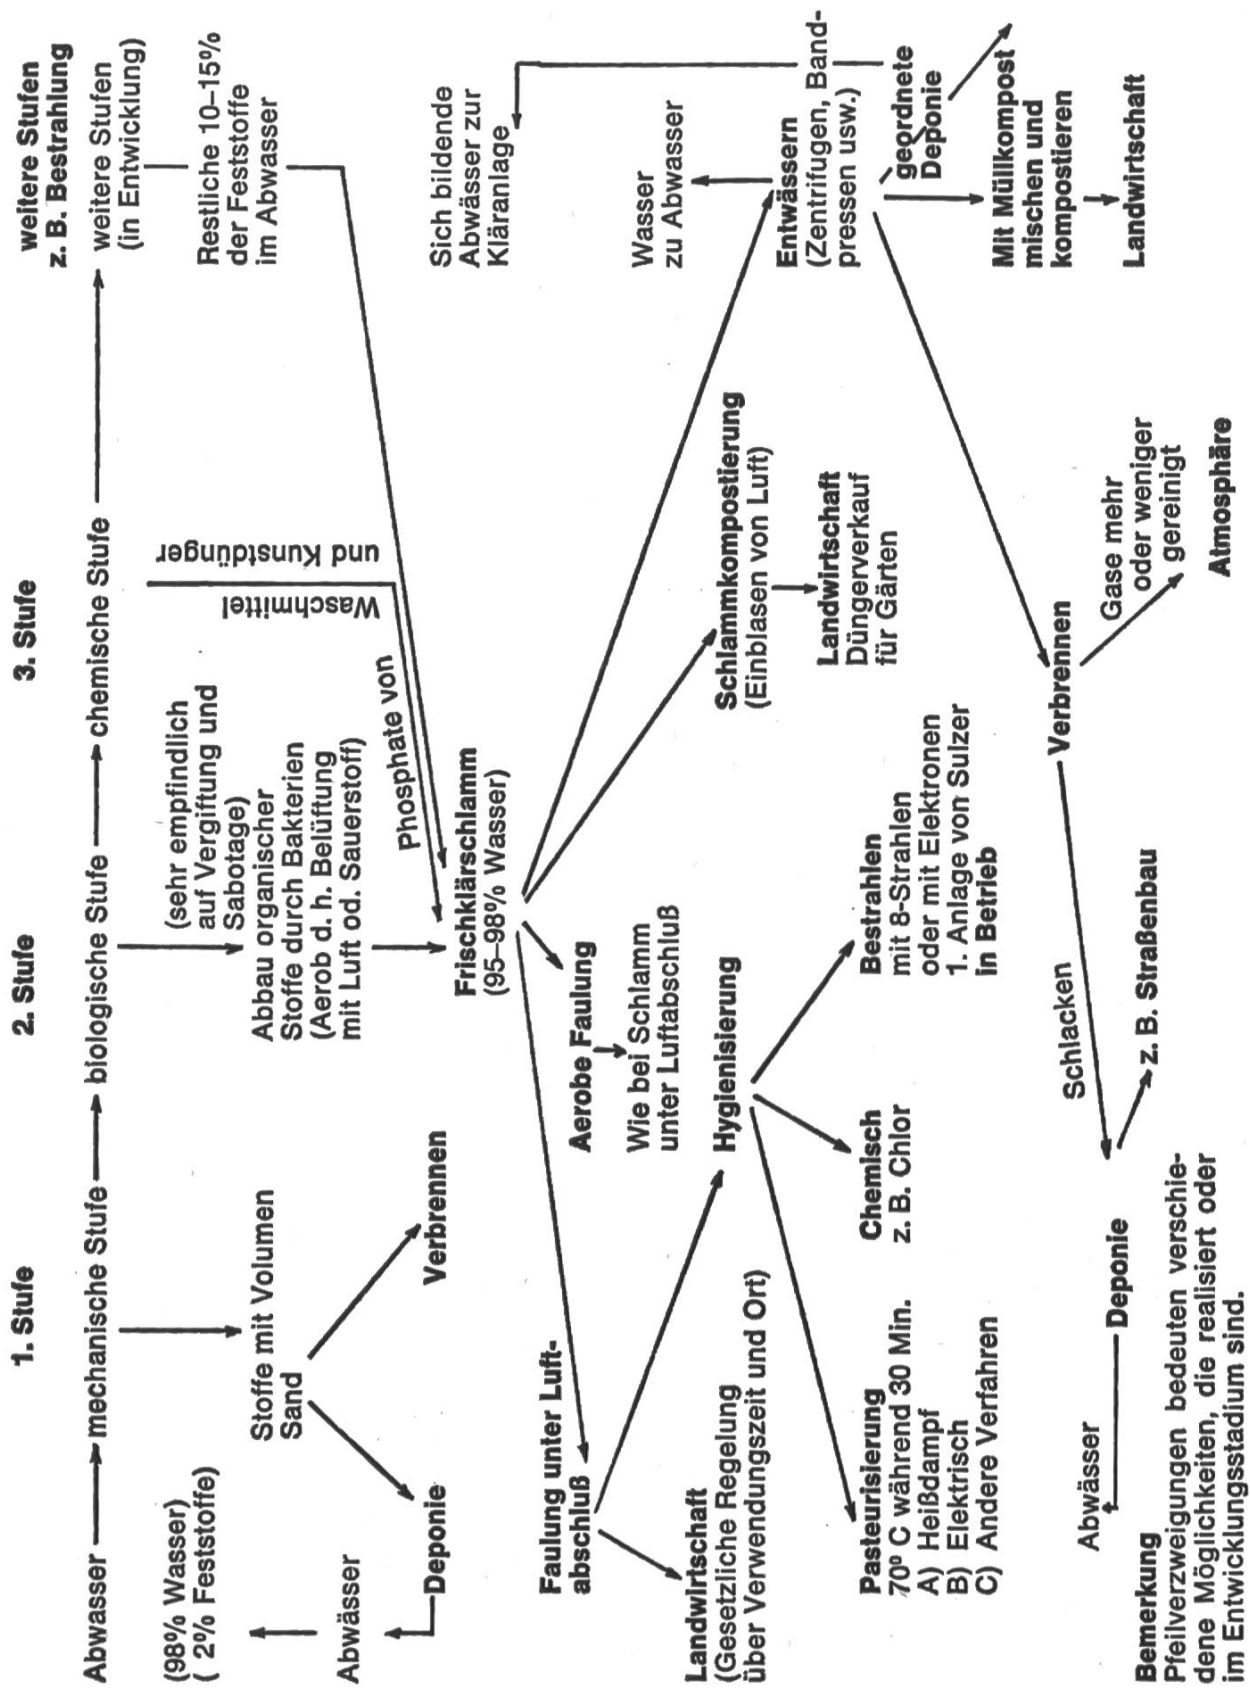 1. Stufe
2. Stufe
3. Stufe
weitere Stufen
z. B. Bestrahlung
Abwasser
mechanische Stufe
biologische Stufe
chemische Stufe
weitere Stufen
(in Entwicklung)
(98% Wasser)
( 2% Feststoffe)
Abwässer
Deponie
Stoffe mit Volumen
Sand
Verbrennen
(sehr empfindlich
auf Vergiftung und
Sabotage)
Abbau organischer
Stoffe durch Bakterien
(Aerob d. h. Belüftung
mit Luft od. Sauerstoff)
Phosphate von
Waschmittel
und Kunstdünger
Restliche 10–15%
der Feststoffe
im Abwasser
Frischklärschlamm
(95–98% Wasser)
Sich bildende
Abwässer zur
Kläranlage
Faulung unter Luft-
abschluß
Aerobe Faulung
Wie bei Schlamm
unter Luftabschluß
Wasser
zu Abwasser
Landwirtschaft
(Gesetzliche Regelung
über Verwendungszeit und Ort)
Hygienisierung
Schlammkompostierung
(Einblasen von Luft)
Landwirtschaft
Düngerverkauf
für Gärten
Entwässern
(Zentrifugen, Band-
pressen usw.)
geordnete
Deponie
Pasteurisierung
70° C während 30 Min.
A) Heißdampf
B) Elektrisch
C) Andere Verfahren
Chemisch
z. B. Chlor
Bestrahlen
mit 8-Strahlen
oder mit Elektronen
1. Anlage von Sulzer
in Betrieb
Mit Müllkompost
mischen und
kompostieren
Landwirtschaft
Verbrennen
Gase mehr
oder weniger
gereinigt
Atmosphäre
Schlacken
Abwässer
Deponie
z. B. Straßenbau
Bemerkung
Pfeilverzweigungen bedeuten verschie-
dene Möglichkeiten, die realisiert oder
im Entwicklungsstadium sind.